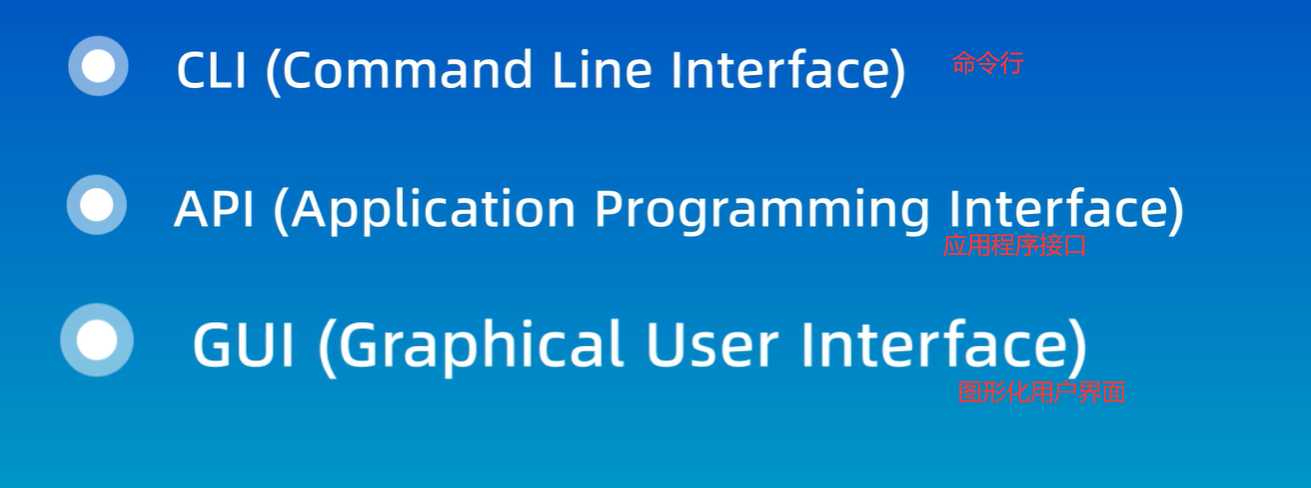 CLI (Command Line Interface) 命令行
API (Application Programming Interface)
应用程序接口
GUI (Graphical User Interface)
图形化用户界面